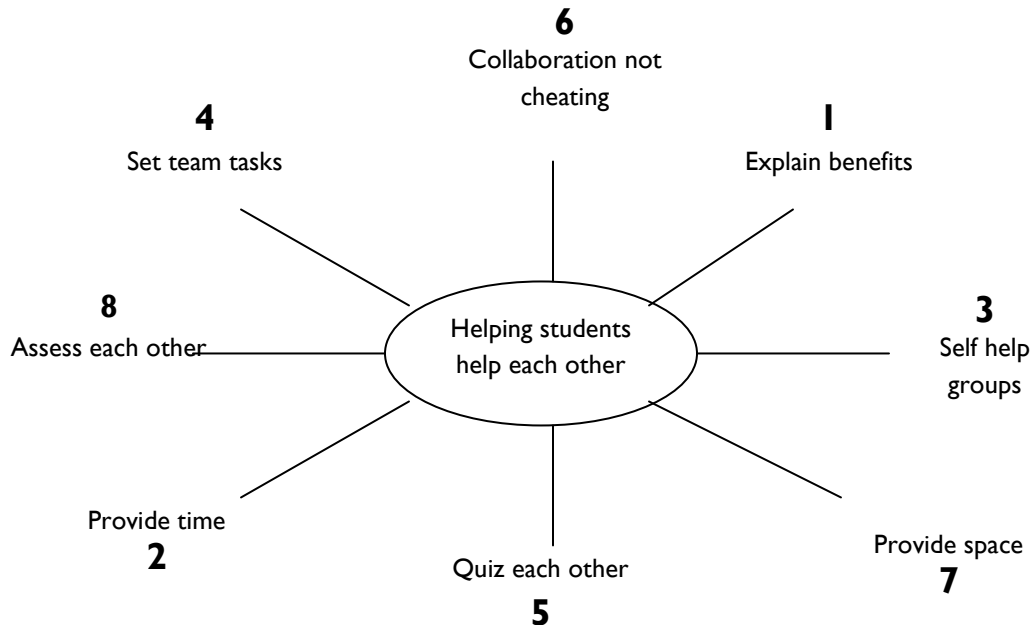 6
Collaboration not
cheating
4
Set team tasks
1
Explain benefits
8
Assess each other
Helping students
help each other
3
Self help
groups
Provide time
2
Quiz each other
5
Provide space
7